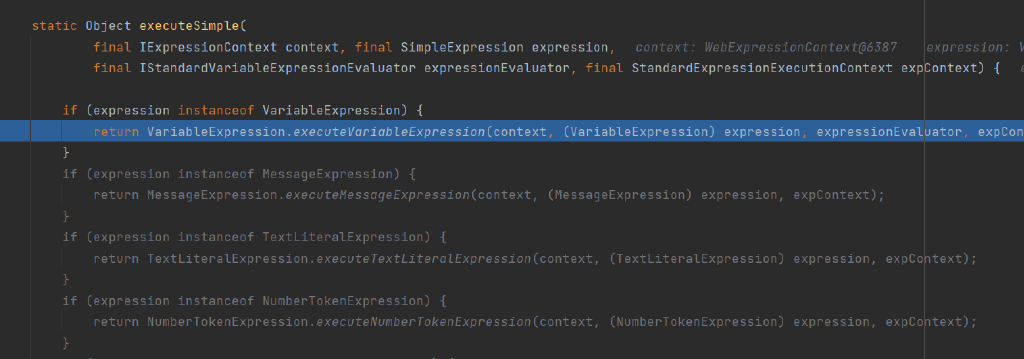 static Object executeSimple(
final IExpressionContext context, final SimpleExpression expression,   context: WebExpressionContext@6387   expression:
final IStandardVariableExpressionEvaluator expressionEvaluator, final StandardExpressionExecutionContext expContext) {
if (expression instanceof VariableExpression) {
return VariableExpression.executeVariableExpression(context, (VariableExpression) expression, expressionEvaluator, expCon
}
if (expression instanceof MessageExpression) {
return MessageExpression.executeMessageExpression(context, (MessageExpression) expression, expContext);
}
if (expression instanceof TextLiteralExpression) {
return TextLiteralExpression.executeTextLiteralExpression(context, (TextLiteralExpression) expression, expContext);
}
if (expression instanceof NumberTokenExpression) {
return NumberTokenExpression.executeNumberTokenExpression(context, (NumberTokenExpression) expression, expContext);
}